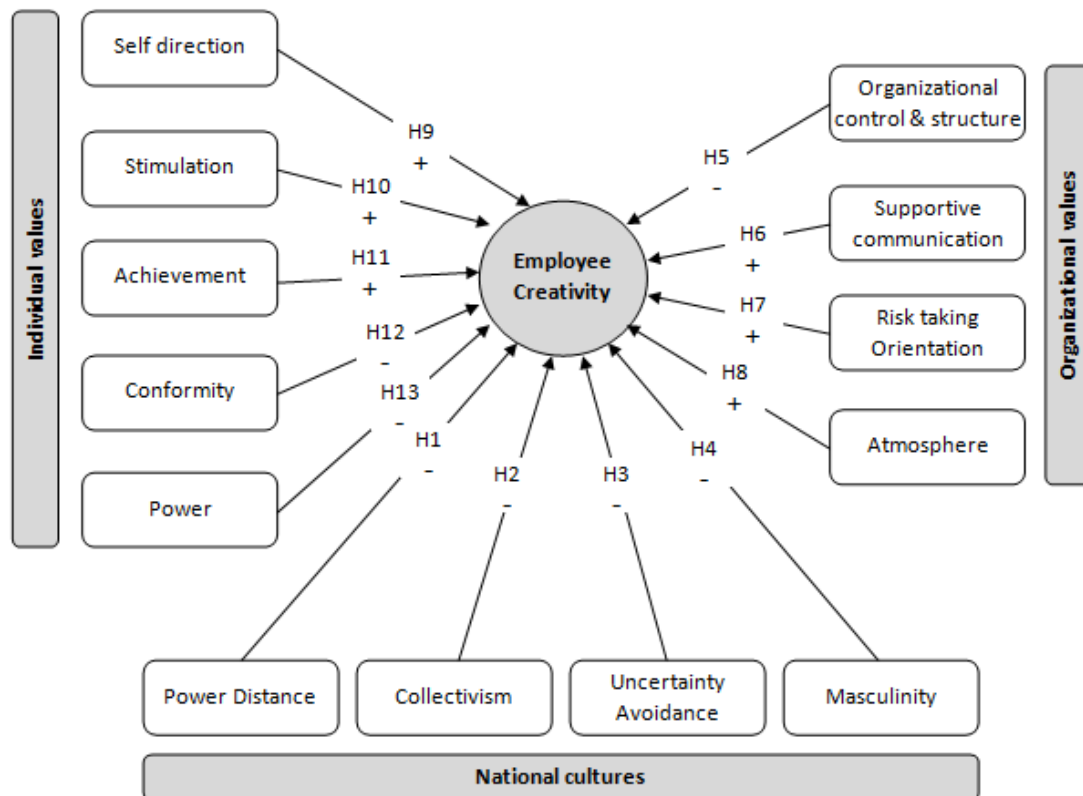 Individual values
Self direction
Stimulation
Achievement
Conformity
Power
H9
+
H10
+
H11
+
H12
-
H13
-
H1
-
H2
-
H3
-
H4
-
Employee
Creativity
H5
-
H6
+
H7
+
H8
+
Organizational
control & structure
Supportive
communication
Risk taking
Orientation
Atmosphere
Organizational values
Power Distance
Collectivism
Uncertainty
Avoidance
Masculinity
National cultures